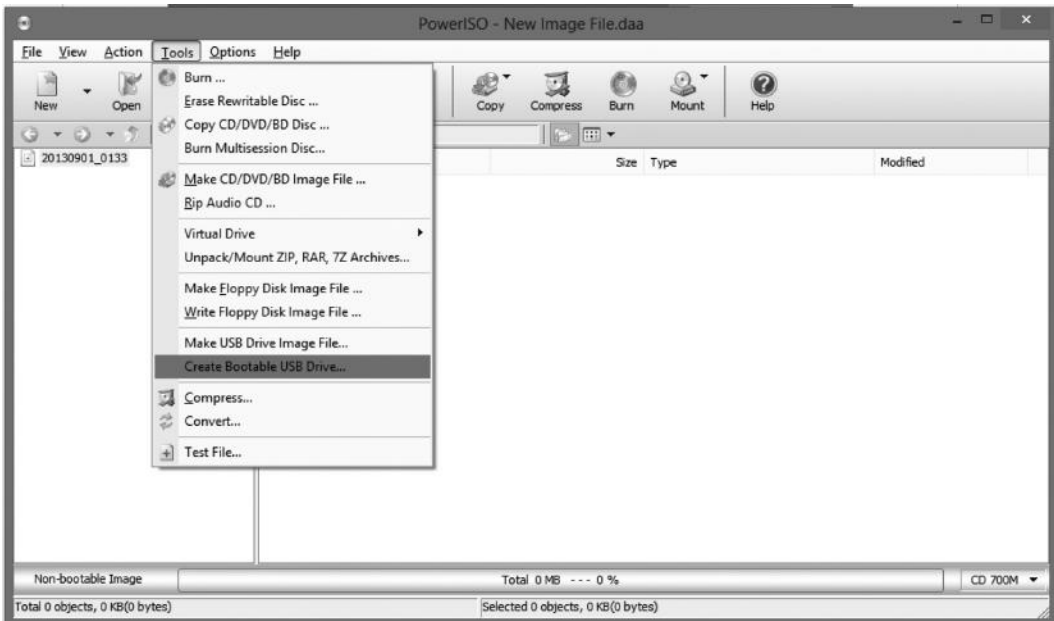 PowerISO - New Image File.daa
File View Action Tools Options Help
New Open Copy Compress Burn Mount Help
Burn ...
Erase Rewritable Disc ...
Copy CD/DVD/BD Disc ...
Burn Multisession Disc...
Make CD/DVD/BD Image File ...
Rip Audio CD ...
Virtual Drive
Unpack/Mount ZIP, RAR, 7Z Archives...
Make Floppy Disk Image File ...
Write Floppy Disk Image File ...
Make USB Drive Image File...
Create Bootable USB Drive...
Compress...
Convert...
Test File...
20130901_0133
Size Type Modified
Non-bootable Image Total 0 MB --- 0 % CD 700M
Total 0 objects, 0 KB(0 bytes) Selected 0 objects, 0 KB(0 bytes)